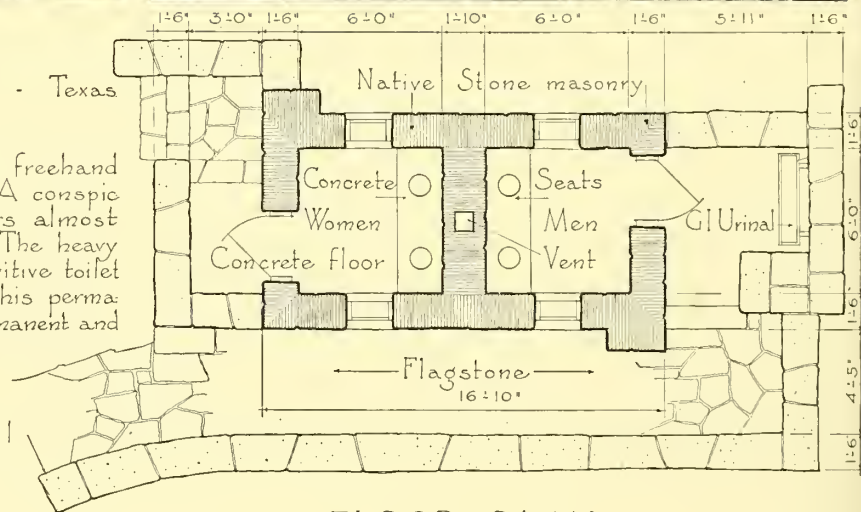 1'-6" 3'-0" 1'-6" 6'-0" 1'-10" 6'-0" 1'-6" 5'-11" 1'-6"
- Texas
Native Stone masonry
freehand
A conspic
rs almost
The heavy
itive toilet
his perma-
manent and
Concrete Seats
Women Men GI Urinal
Concrete floor Vent
1'-6"
6'-0"
1'-6"
Flagstone
16'-10"
4'-5"
1'-6"